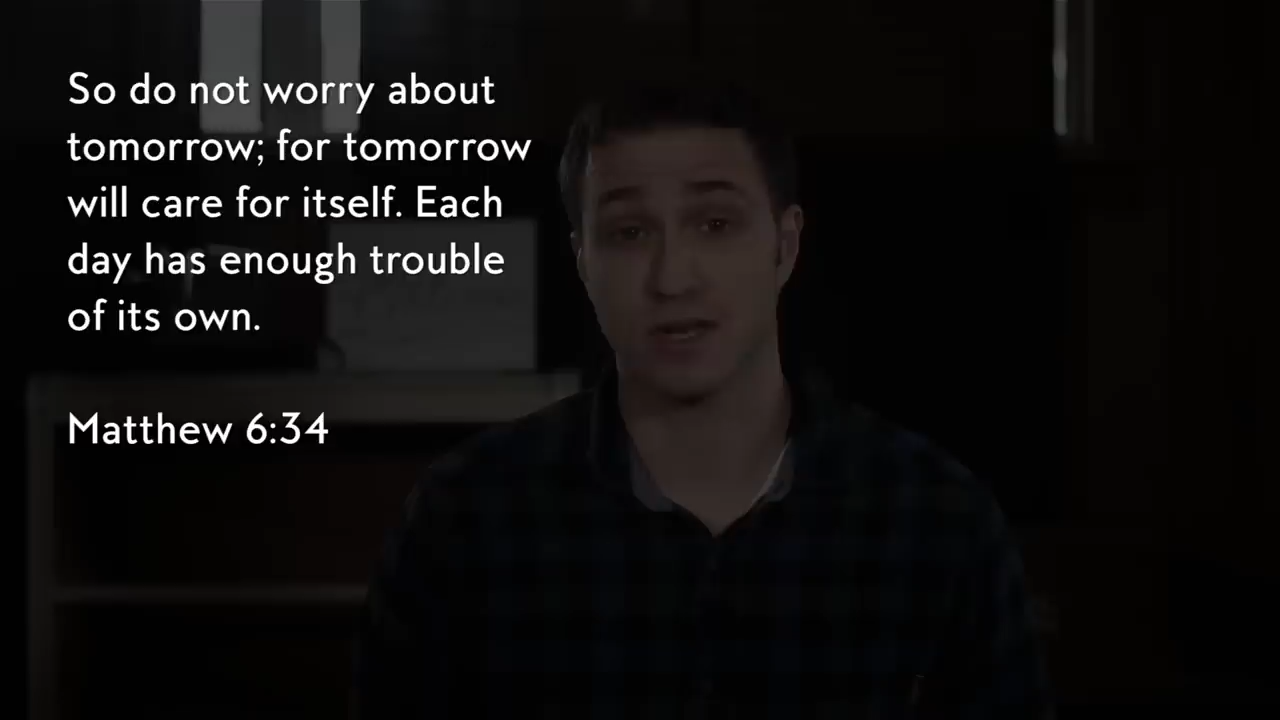 So do not worry about
tomorrow; for tomorrow
will care for itself. Each
day has enough trouble
of its own.
Matthew 6:34